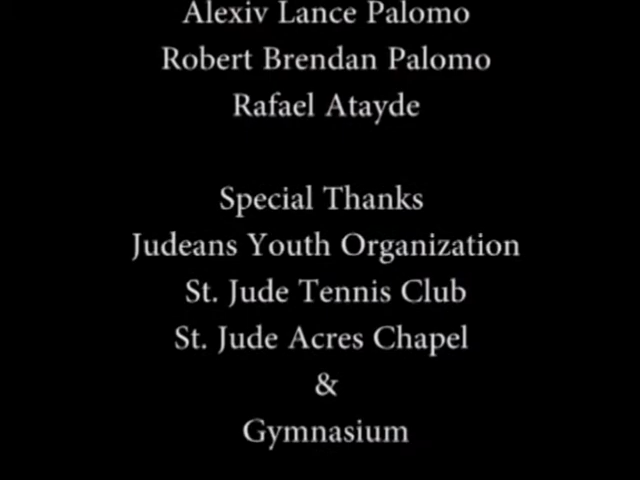 Alexiv Lance Palomo
Robert Brendan Palomo
Rafael Atayde
Special Thanks
Judeans Youth Organization
St. Jude Tennis Club
St. Jude Acres Chapel
&
Gymnasium